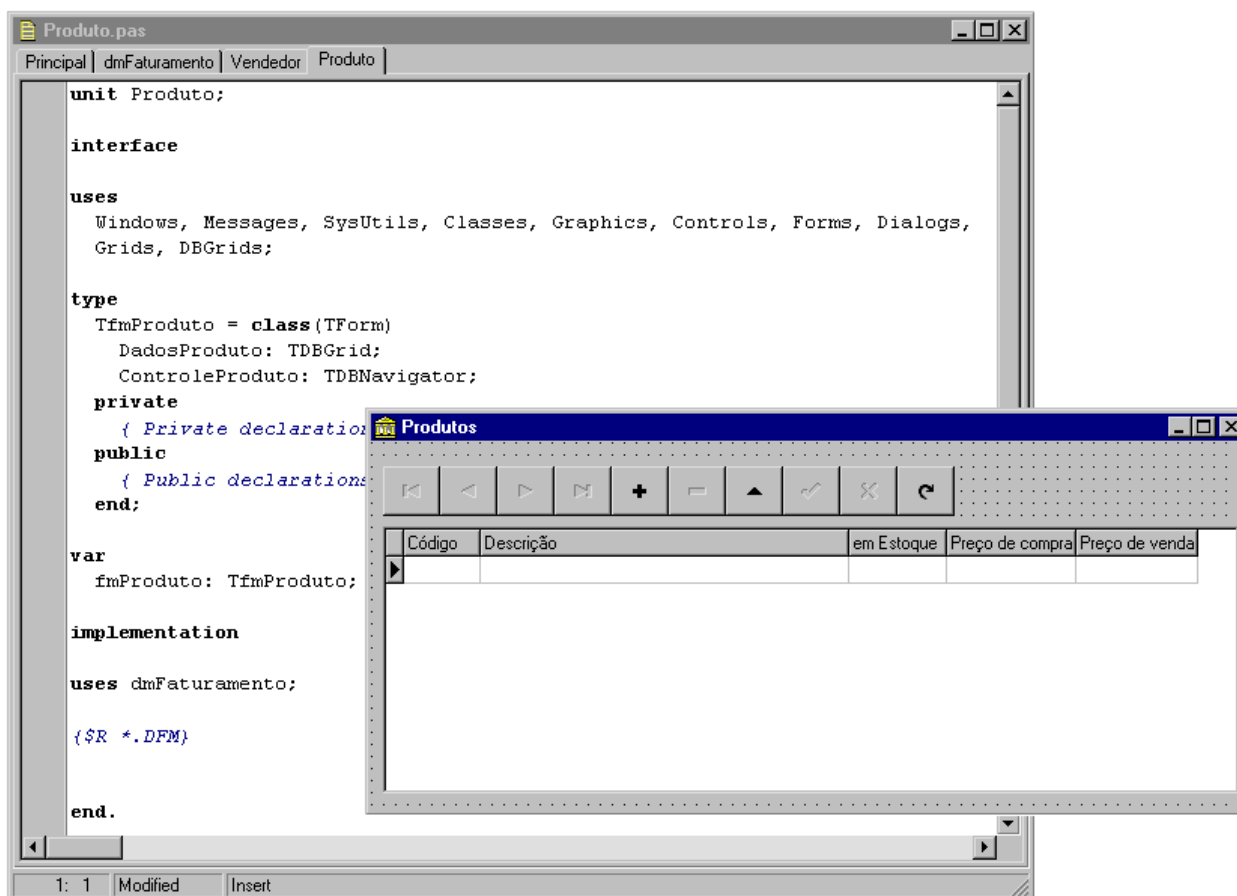 Produto.pas
Principal dmFaturamento Vendedor Produto
unit Produto;
interface
uses
Windows, Messages, SysUtils, Classes, Graphics, Controls, Forms, Dialogs,
Grids, DBGrids;
type
TfmProduto = class(TForm)
DadosProduto: TDBGrid;
ControleProduto: TDBNavigator;
private
{ Private declaration
public
{ Public declarations
end;
var
fmProduto: TfmProduto;
implementation
uses dmFaturamento;
{$R *.DFM}
end.
1: 1 Modified Insert
Produtos
Código Descrição em Estoque Preço de compra Preço de venda